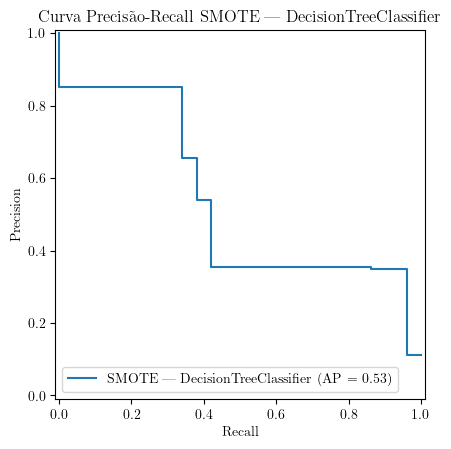 Curva Precisão-Recall SMOTE — DecisionTreeClassifier
1.0
0.8
0.6
0.4
0.2
0.0
Precision
SMOTE — DecisionTreeClassifier (AP = 0.53)
0.0 0.2 0.4 0.6 0.8 1.0
Recall